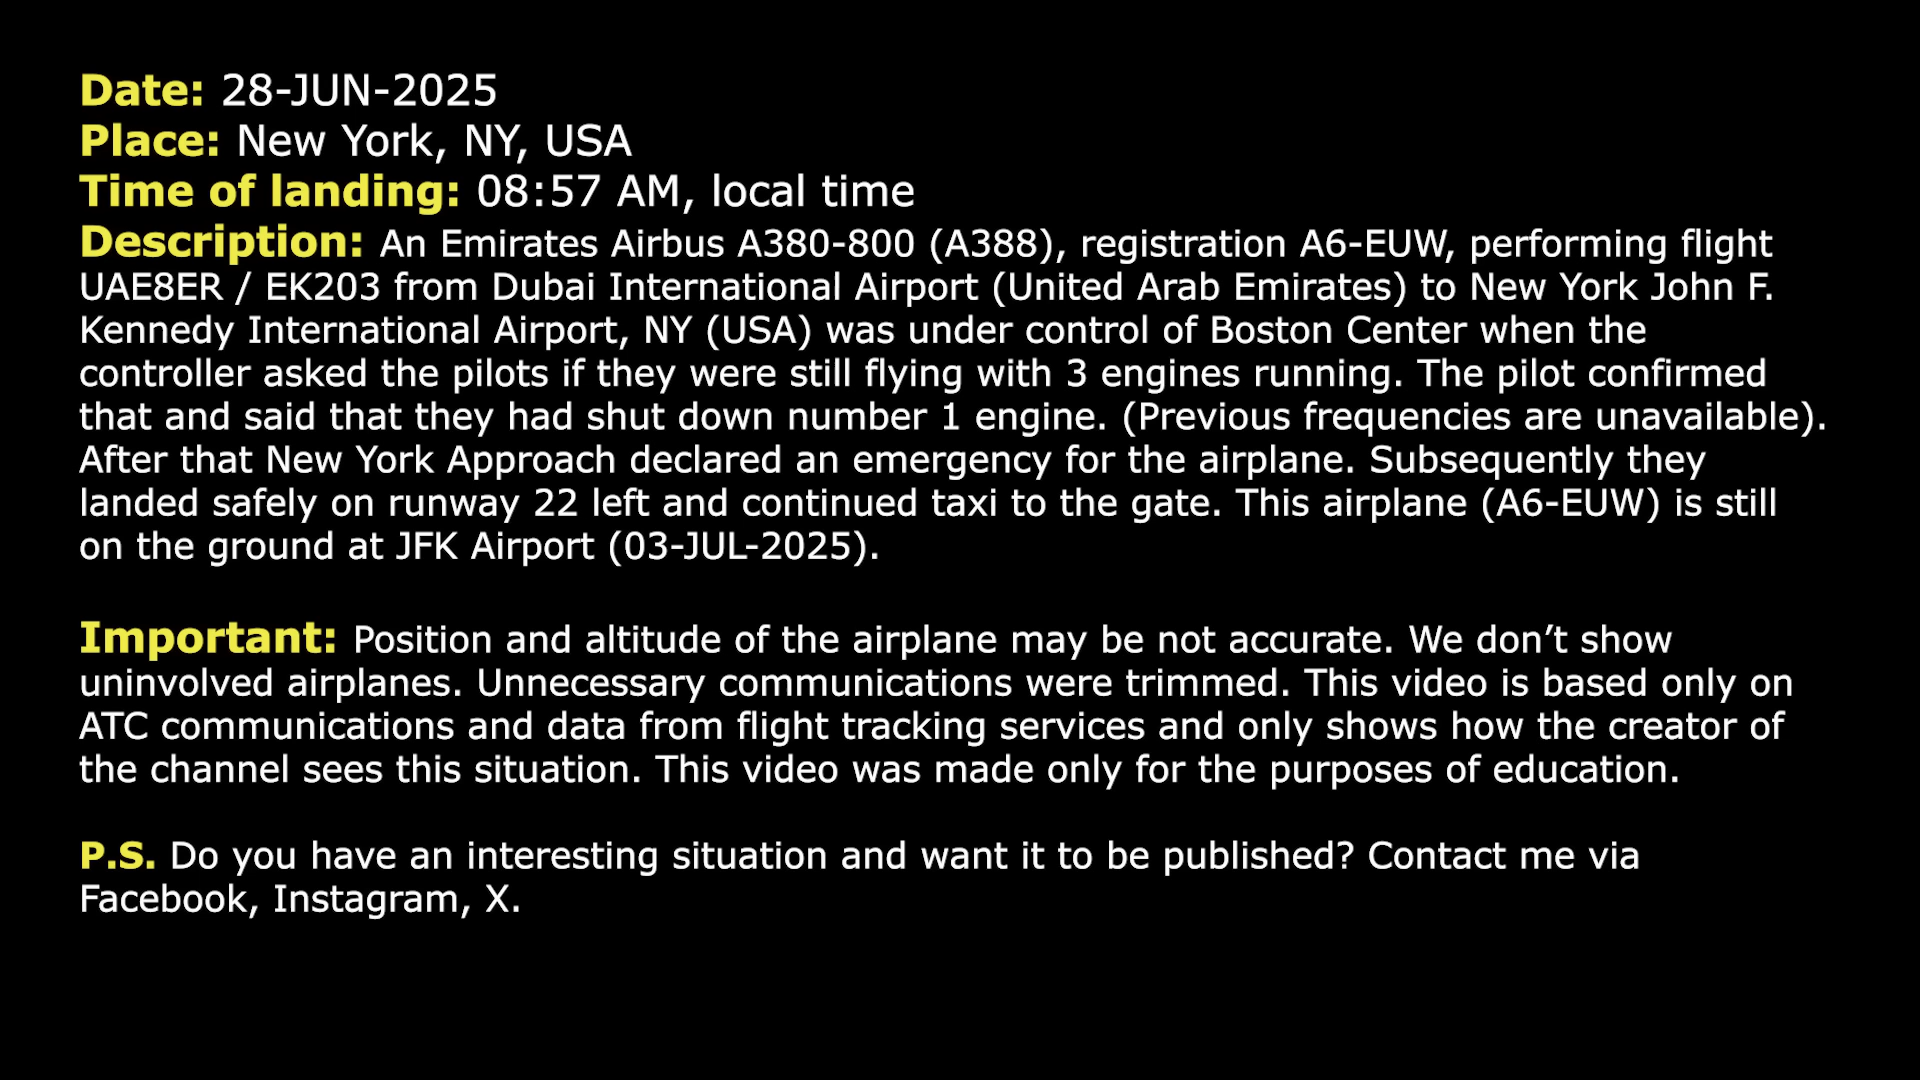 Date: 28-JUN-2025
Place: New York, NY, USA
Time of landing: 08:57 AM, local time
Description: An Emirates Airbus A380-800 (A388), registration A6-EUW, performing flight
UAE8ER / EK203 from Dubai International Airport (United Arab Emirates) to New York John F.
Kennedy International Airport, NY (USA) was under control of Boston Center when the
controller asked the pilots if they were still flying with 3 engines running. The pilot confirmed
that and said that they had shut down number 1 engine. (Previous frequencies are unavailable).
After that New York Approach declared an emergency for the airplane. Subsequently they
landed safely on runway 22 left and continued taxi to the gate. This airplane (A6-EUW) is still
on the ground at JFK Airport (03-JUL-2025).
Important: Position and altitude of the airplane may be not accurate. We don’t show
uninvolved airplanes. Unnecessary communications were trimmed. This video is based only on
ATC communications and data from flight tracking services and only shows how the creator of
the channel sees this situation. This video was made only for the purposes of education.
P.S. Do you have an interesting situation and want it to be published? Contact me via
Facebook, Instagram, X.